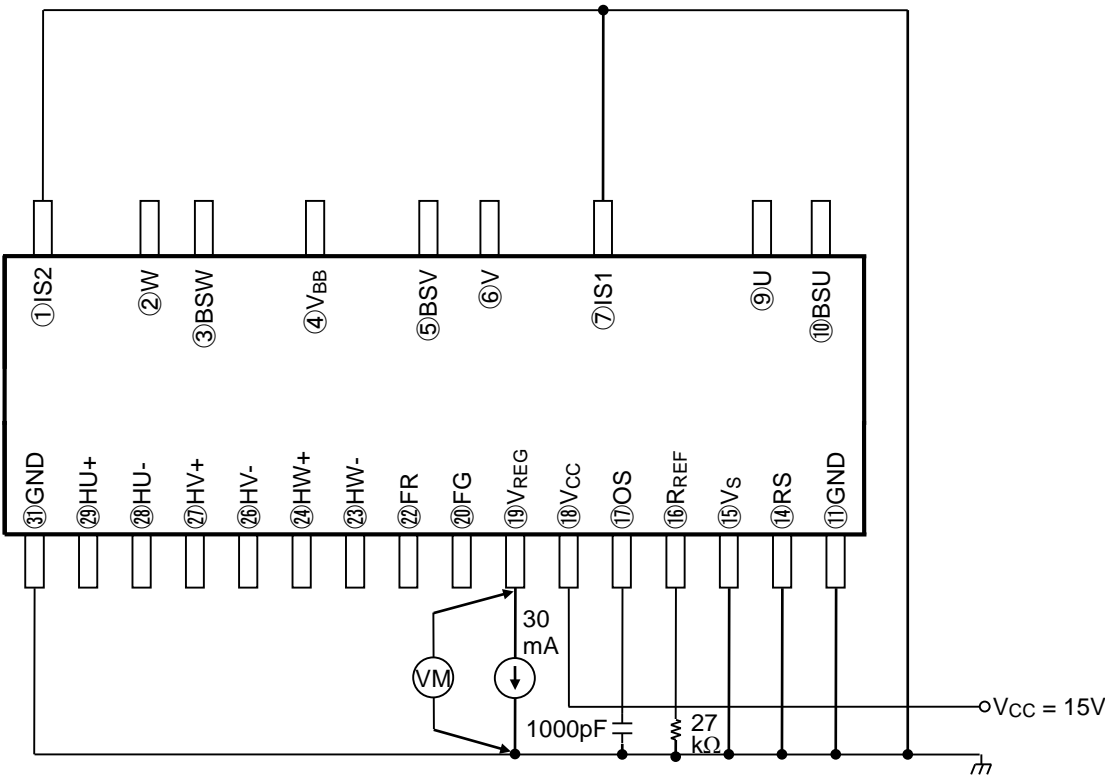 ①IS2
②W
③BSW
④VBB
⑤BSV
⑥V
⑦IS1
⑨U
⑩BSU
㉛GND
㉙HU+
㉘HU-
㉗HV+
㉖HV-
㉔HW+
㉓HW-
㉒FR
⑳FG
⑲VREG
⑱VCC
⑰OS
⑯RREF
⑮VS
⑭RS
⑪GND
30
mA
VM
1000pF
27
kΩ
VCC = 15V